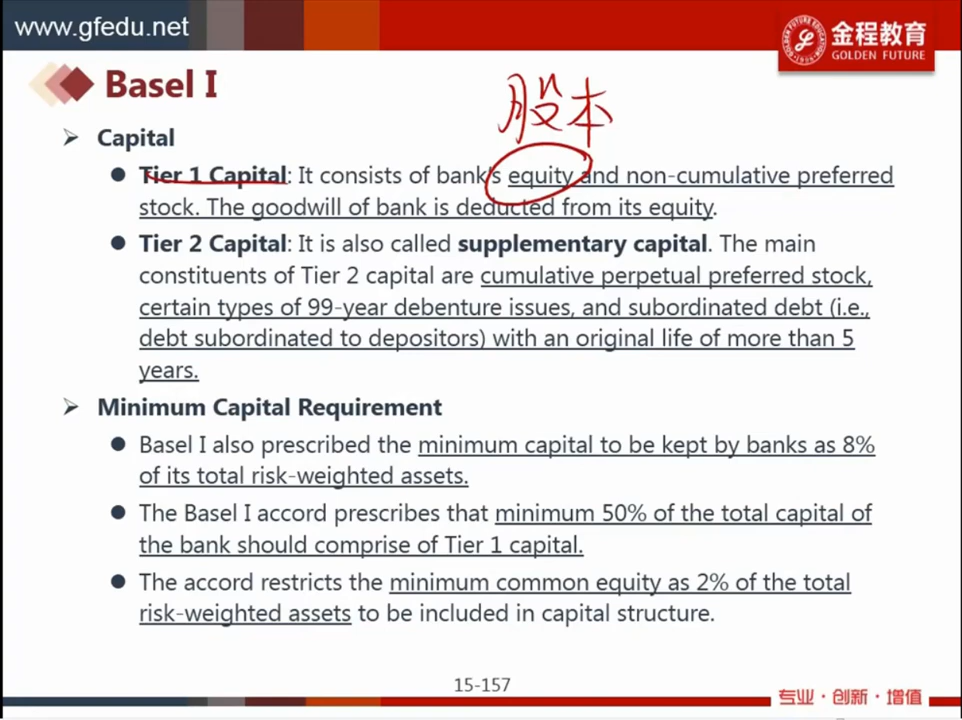 www.gfedu.net
金程教育
GOLDEN FUTURE
Basel I
股本
Capital
Tier 1 Capital: It consists of bank's equity and non-cumulative preferred
stock. The goodwill of bank is deducted from its equity.
Tier 2 Capital: It is also called supplementary capital. The main
constituents of Tier 2 capital are cumulative perpetual preferred stock,
certain types of 99-year debenture issues, and subordinated debt (i.e.,
debt subordinated to depositors) with an original life of more than 5
years.
Minimum Capital Requirement
Basel I also prescribed the minimum capital to be kept by banks as 8%
of its total risk-weighted assets.
The Basel I accord prescribes that minimum 50% of the total capital of
the bank should comprise of Tier 1 capital.
The accord restricts the minimum common equity as 2% of the total
risk-weighted assets to be included in capital structure.
15-157
专业·创新·增值